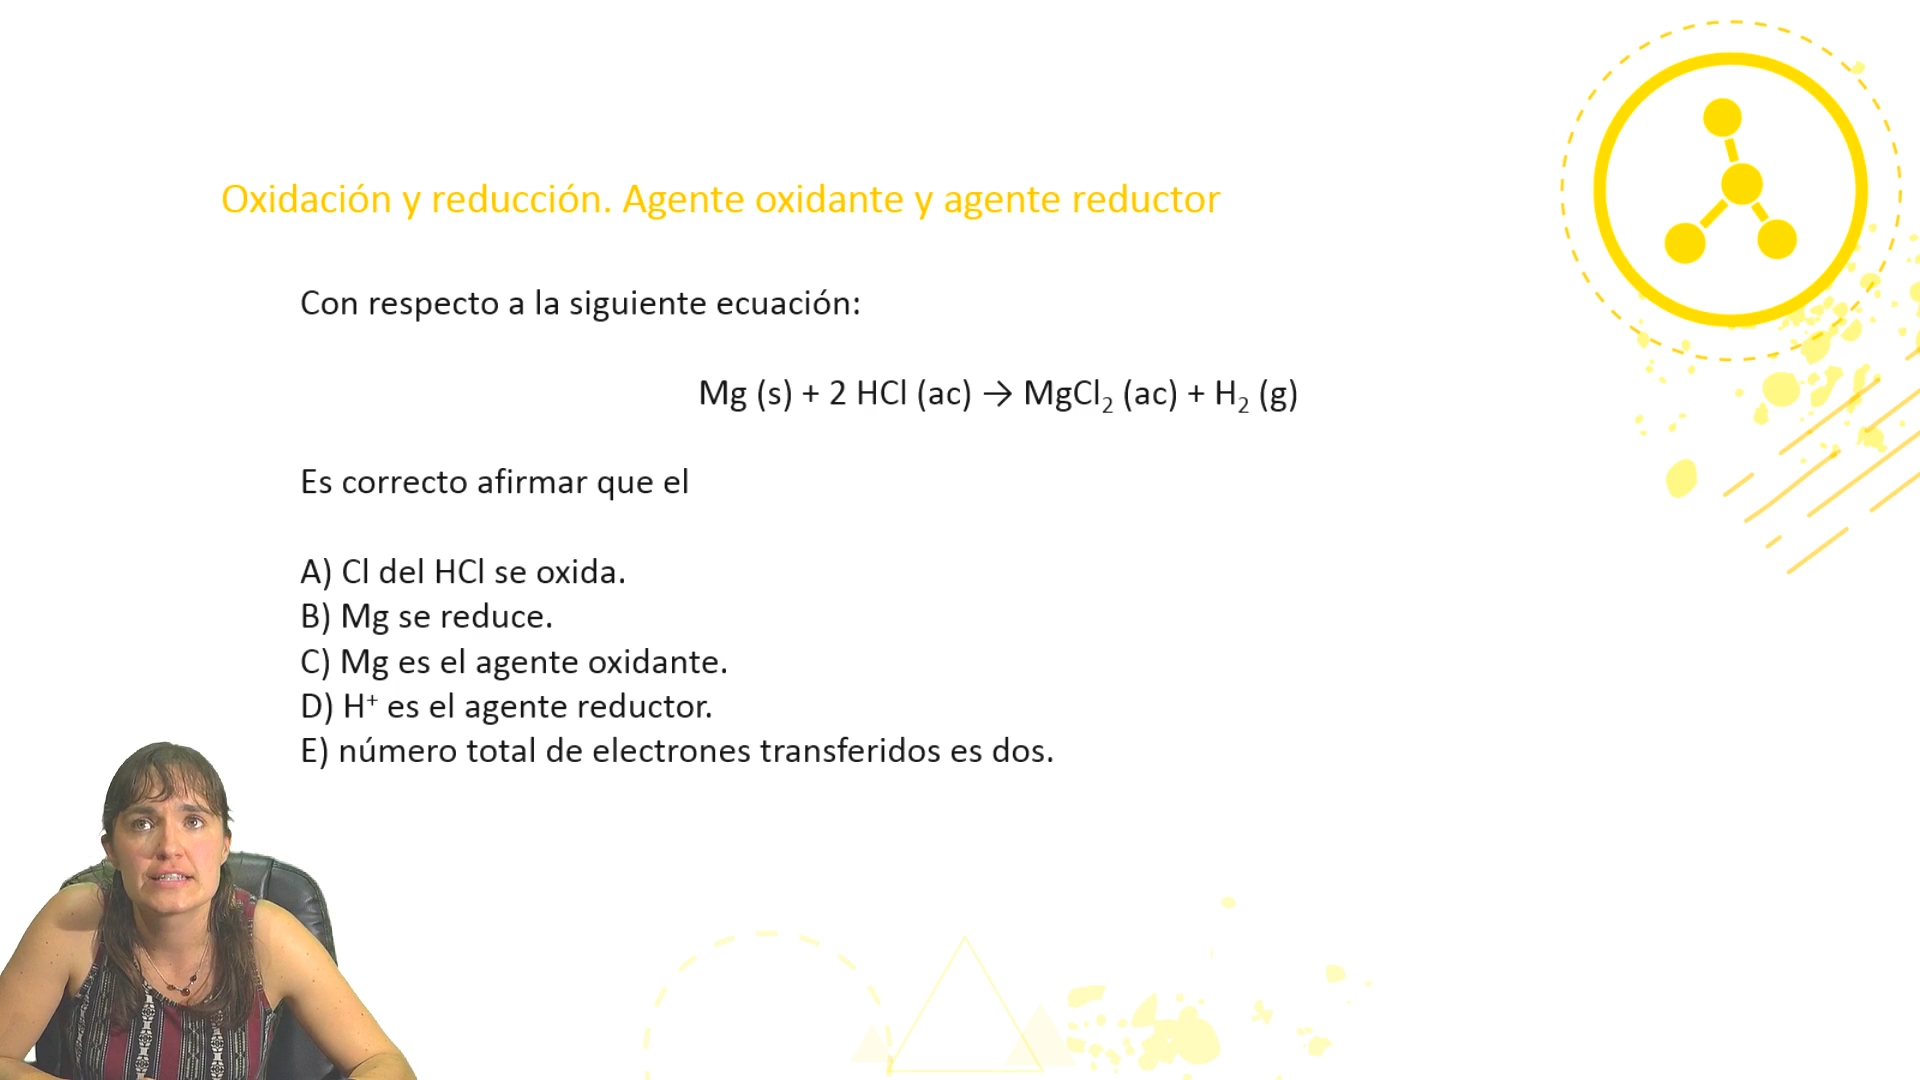 Oxidación y reducción. Agente oxidante y agente reductor
Con respecto a la siguiente ecuación:
Mg (s) + 2 HCl (ac) → MgCl₂ (ac) + H₂ (g)
Es correcto afirmar que el
A) Cl del HCl se oxida.
B) Mg se reduce.
C) Mg es el agente oxidante.
D) H⁺ es el agente reductor.
E) número total de electrones transferidos es dos.